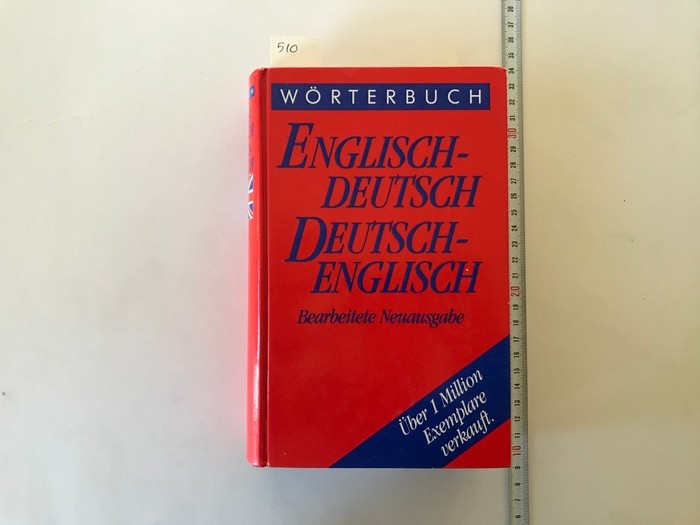 510
WÖRTERBUCH
ENGLISCH-
DEUTSCH
DEUTSCH-
ENGLISCH
Bearbeitete Neuausgabe
Über 1 Million
Exemplare
verkauft.